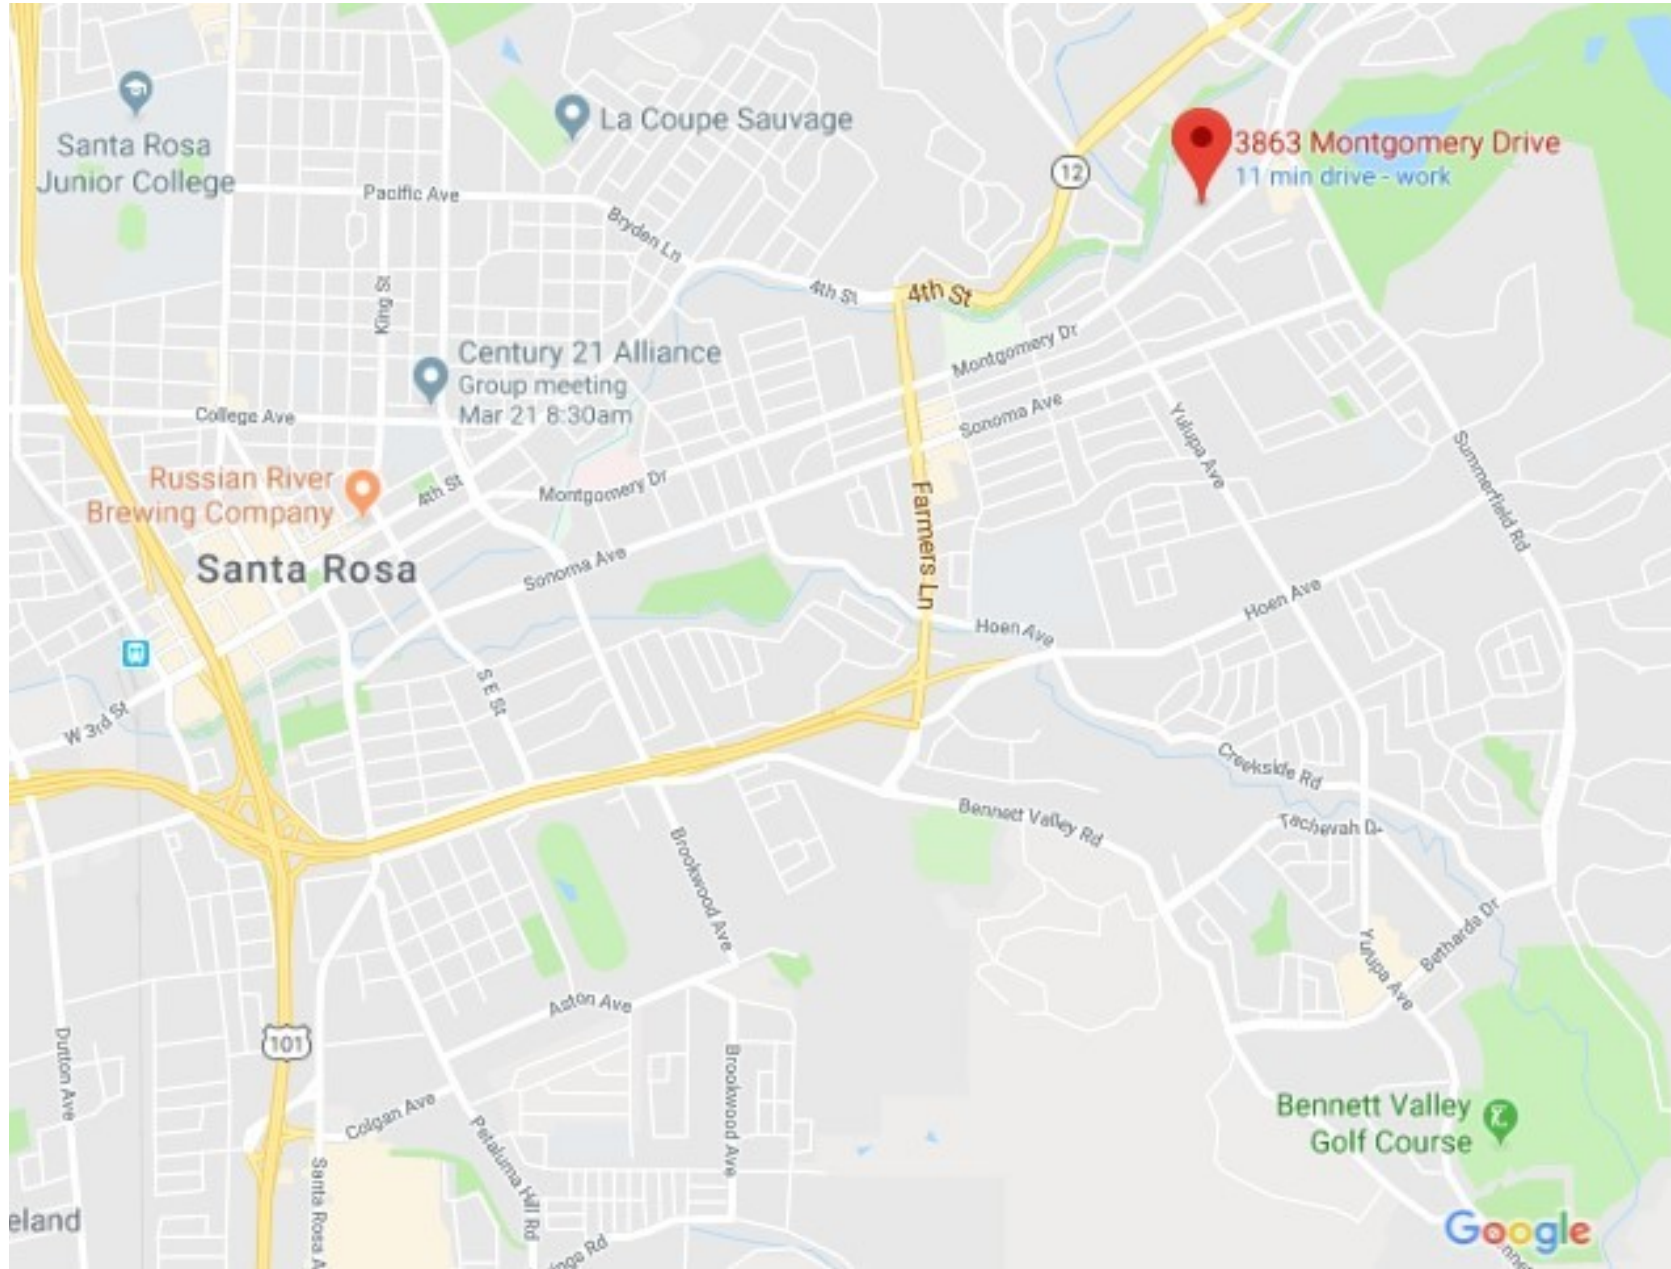 La Coupe Sauvage
Santa Rosa
Junior College
3863 Montgomery Drive
11 min drive - work
12
Pacific Ave
Bryden Ln
King St
4th St
4th St
Century 21 Alliance
Group meeting
Mar 21 8:30am
Montgomery Dr
College Ave
Sonoma Ave
Yulupa Ave
Summerfield Rd
Russian River
Brewing Company
4th St
Montgomery Dr
Farmers Ln
Santa Rosa
Sonoma Ave
Hoen Ave
Hoen Ave
S E St
W 3rd St
Creekside Rd
Bennett Valley Rd
Tachevah Dr
Brookwood Ave
Bethards Dr
Yulupa Ave
Aston Ave
101
Dutton Ave
Brookwood Ave
Colgan Ave
Petaluma Hill Rd
Santa Rosa A
Bennett Valley
Golf Course
eland
Google